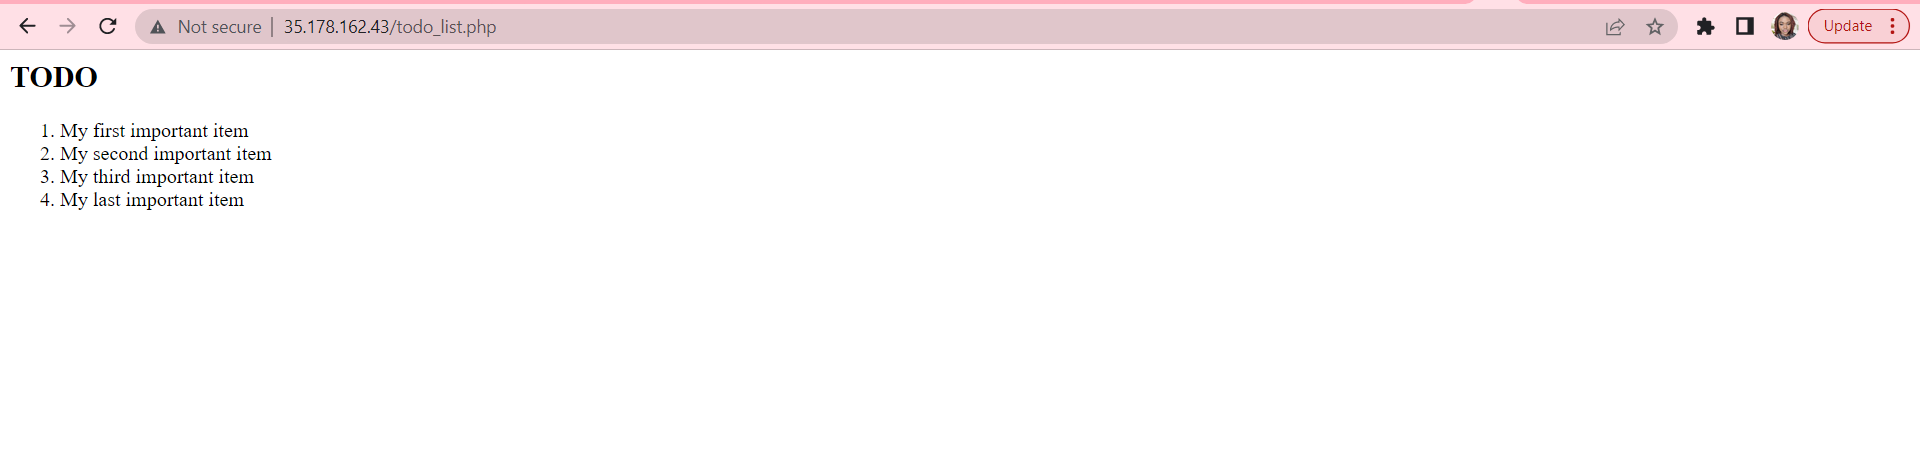 Not secure | 35.178.162.43/todo_list.php
Update
TODO
1. My first important item
2. My second important item
3. My third important item
4. My last important item